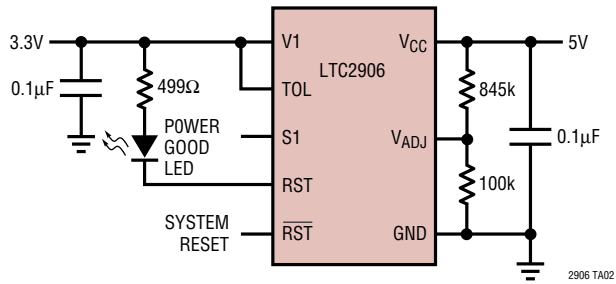 3.3V
V1
VCC
5V
LTC2906
0.1µF
499Ω
TOL
845k
POWER
GOOD
LED
S1
VADJ
0.1µF
RST
100k
SYSTEM
RESET
RST
GND
2906 TA02